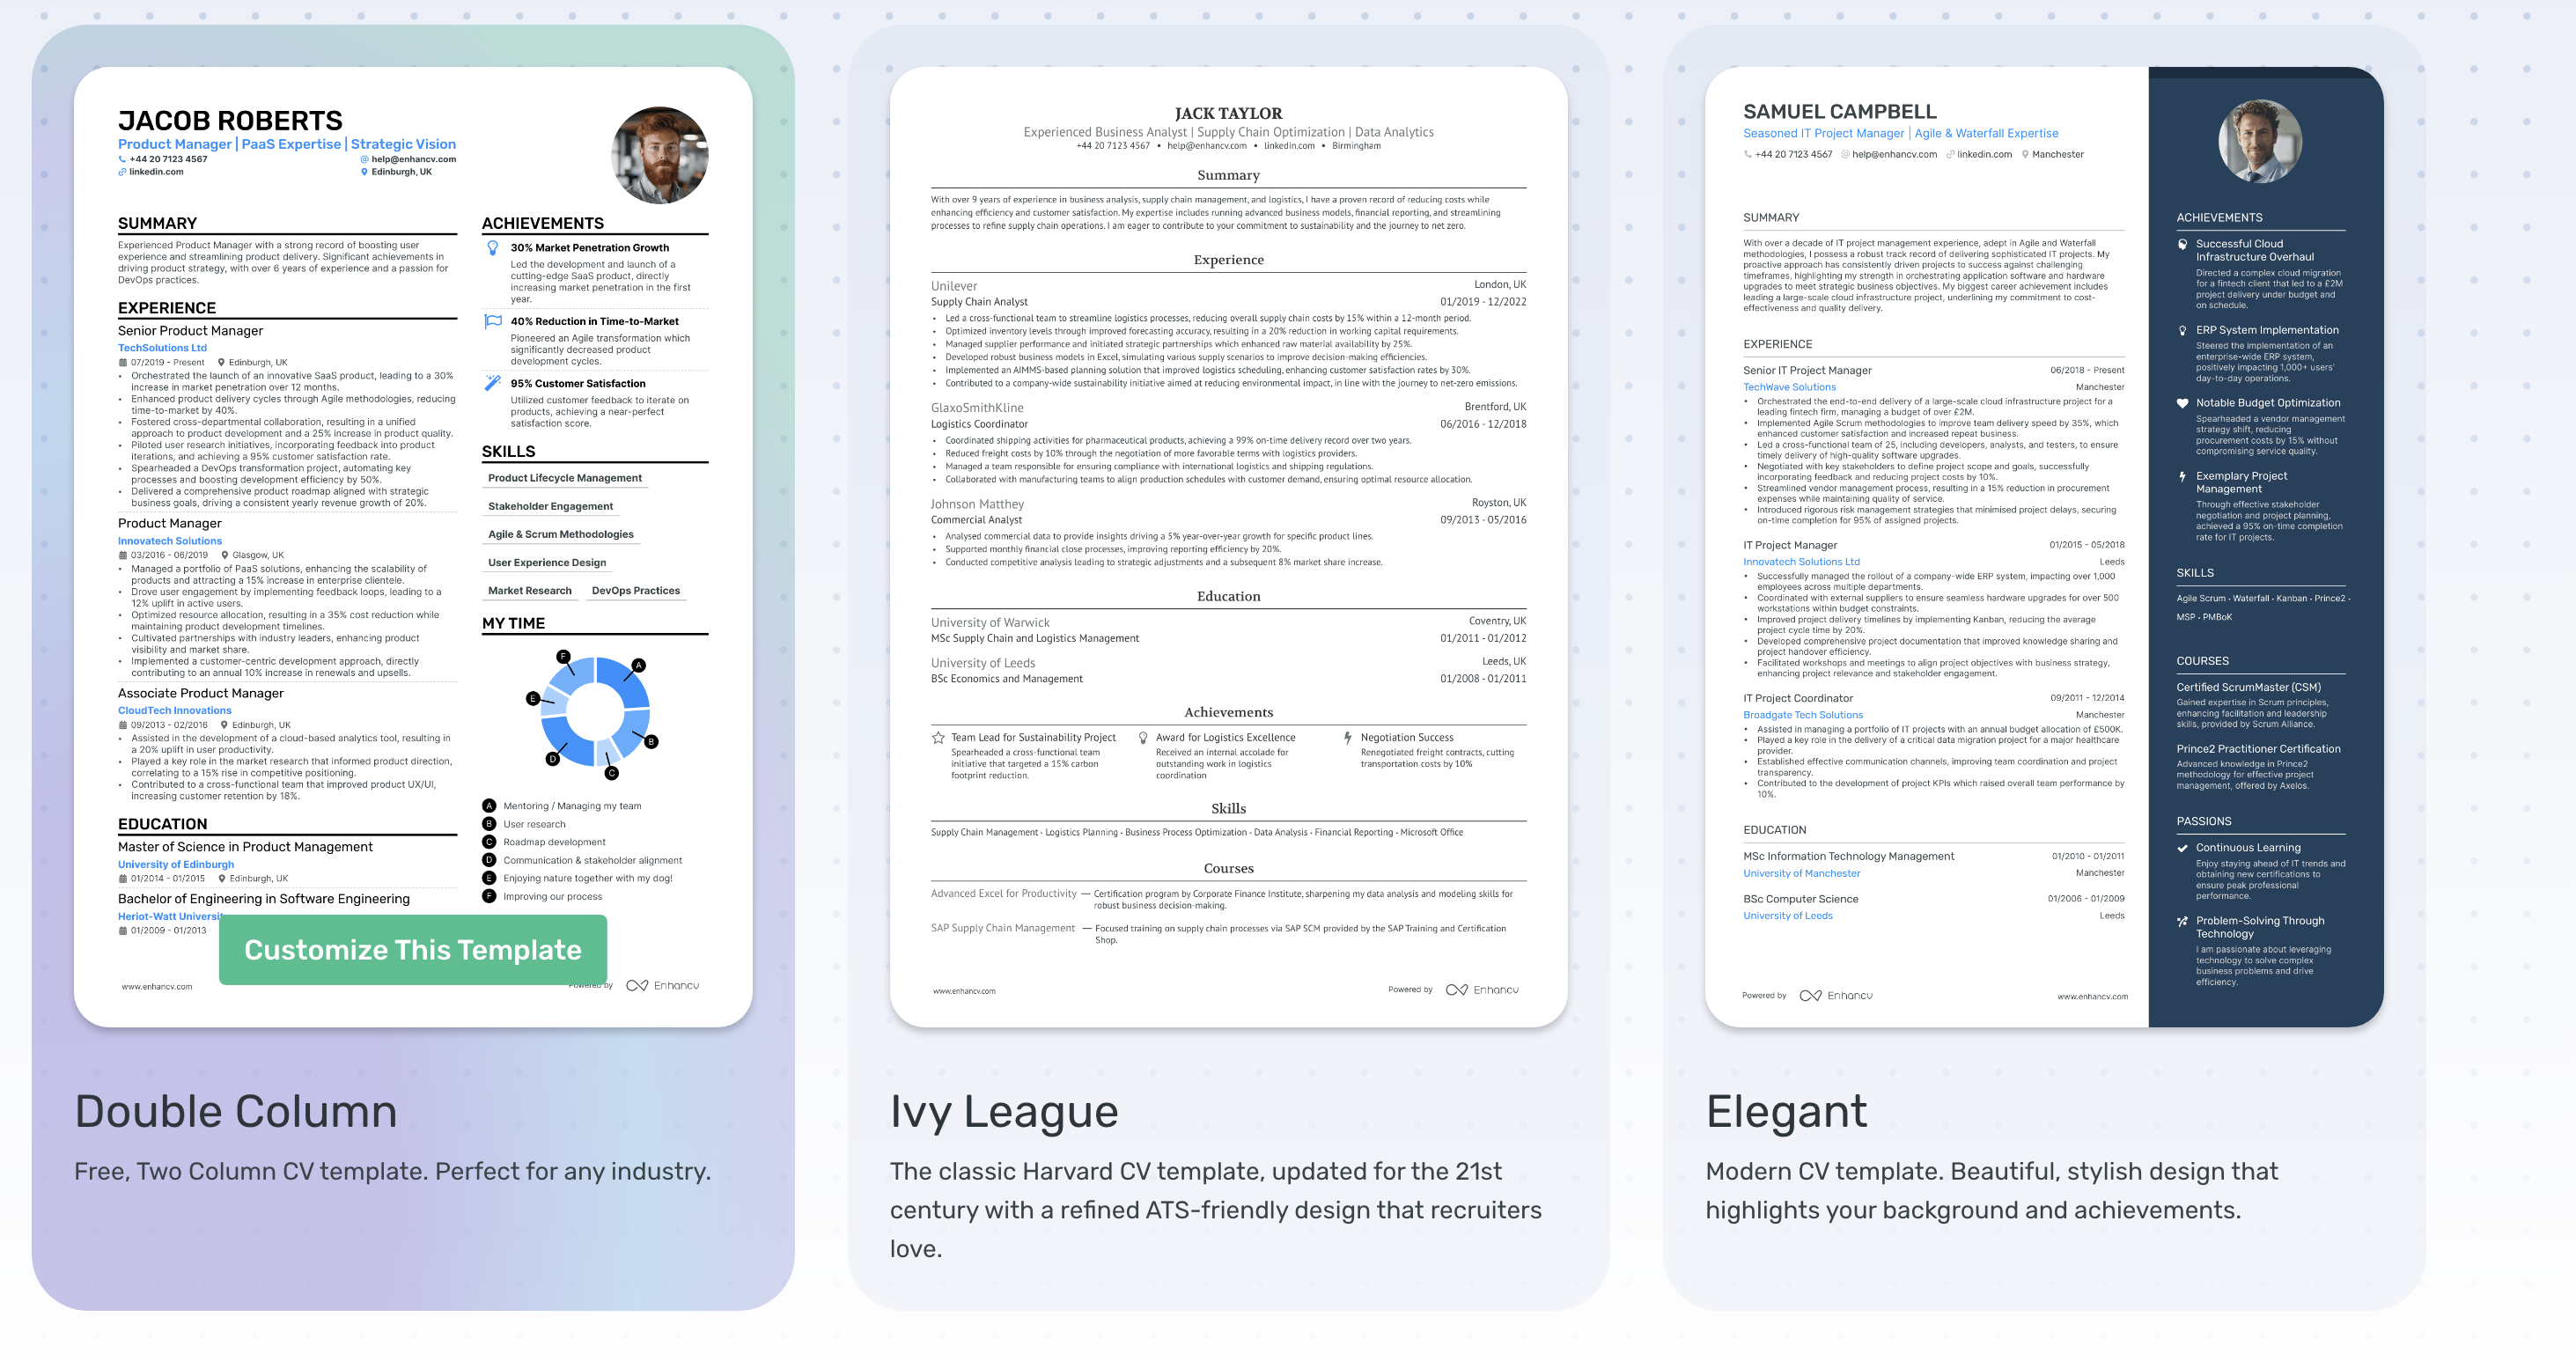 JACOB ROBERTS
Product Manager | PaaS Expertise | Strategic Vision
+44 20 7123 4567
help@enhancv.com
linkedin.com
Edinburgh, UK
SUMMARY
Experienced Product Manager with a strong record of boosting user
experience and streamlining product delivery. Significant achievements in
driving product strategy, with over 6 years of experience and a passion for
DevOps practices.
EXPERIENCE
Senior Product Manager
TechSolutions Ltd
07/2019 - Present
Edinburgh, UK
• Orchestrated the launch of an innovative SaaS product, leading to a 30%
increase in market penetration over 12 months.
• Enhanced product delivery cycles through Agile methodologies, reducing
time-to-market by 40%.
• Fostered cross-departmental collaboration, resulting in a unified
approach to product development and a 25% increase in product quality.
• Piloted user research initiatives, incorporating feedback into product
iterations, and achieving a 95% customer satisfaction rate.
• Spearheaded a DevOps transformation project, automating key
processes and boosting development efficiency by 50%.
• Delivered a comprehensive product roadmap aligned with strategic
business goals, driving a consistent yearly revenue growth of 20%.
Product Manager
Innovatech Solutions
03/2016 - 06/2019
Glasgow, UK
• Managed a portfolio of PaaS solutions, enhancing the scalability of
products and attracting a 15% increase in enterprise clientele.
• Drove user engagement by implementing feedback loops, leading to a
12% uplift in active users.
• Optimized resource allocation, resulting in a 35% cost reduction while
maintaining product development timelines.
• Cultivated partnerships with industry leaders, enhancing product
visibility and market share.
• Implemented a customer-centric development approach, directly
contributing to an annual 10% increase in renewals and upsells.
Associate Product Manager
CloudTech Innovations
09/2013 - 02/2016
Edinburgh, UK
• Assisted in the development of a cloud-based analytics tool, resulting in
a 20% uplift in user productivity.
• Played a key role in the market research that informed product direction,
correlating to a 15% rise in competitive positioning.
• Contributed to a cross-functional team that improved product UX/UI,
increasing customer retention by 18%.
EDUCATION
Master of Science in Product Management
University of Edinburgh
01/2014 - 01/2015
Edinburgh, UK
Bachelor of Engineering in Software Engineering
Heriot-Watt Universit
01/2009 - 01/2013
ACHIEVEMENTS
30% Market Penetration Growth
Led the development and launch of a
cutting-edge SaaS product, directly
increasing market penetration in the first
year.
40% Reduction in Time-to-Market
Pioneered an Agile transformation which
significantly decreased product
development cycles.
95% Customer Satisfaction
Utilized customer feedback to iterate on
products, achieving a near-perfect
satisfaction score.
SKILLS
Product Lifecycle Management
Stakeholder Engagement
Agile & Scrum Methodologies
User Experience Design
Market Research
DevOps Practices
MY TIME
F
A
E
B
D
C
A Mentoring / Managing my team
B User research
C Roadmap development
D Communication & stakeholder alignment
E Enjoying nature together with my dog!
F Improving our process
Customize This Template
www.enhancv.com
Powered by
Enhancv
Double Column
Free, Two Column CV template. Perfect for any industry.
JACK TAYLOR
Experienced Business Analyst | Supply Chain Optimization | Data Analytics
+44 20 7123 4567 • help@enhancv.com • linkedin.com • Birmingham
Summary
With over 9 years of experience in business analysis, supply chain management, and logistics, I have a proven record of reducing costs while
enhancing efficiency and customer satisfaction. My expertise includes running advanced business models, financial reporting, and streamlining
processes to refine supply chain operations. I am eager to contribute to your commitment to sustainability and the journey to net zero.
Experience
Unilever
London, UK
Supply Chain Analyst
01/2019 - 12/2022
• Led a cross-functional team to streamline logistics processes, reducing overall supply chain costs by 15% within a 12-month period.
• Optimized inventory levels through improved forecasting accuracy, resulting in a 20% reduction in working capital requirements.
• Managed supplier performance and initiated strategic partnerships which enhanced raw material availability by 25%.
• Developed robust business models in Excel, simulating various supply scenarios to improve decision-making efficiencies.
• Implemented an AIMMS-based planning solution that improved logistics scheduling, enhancing customer satisfaction rates by 30%.
• Contributed to a company-wide sustainability initiative aimed at reducing environmental impact, in line with the journey to net-zero emissions.
GlaxoSmithKline
Brentford, UK
Logistics Coordinator
06/2016 - 12/2018
• Coordinated shipping activities for pharmaceutical products, achieving a 99% on-time delivery record over two years.
• Reduced freight costs by 10% through the negotiation of more favorable terms with logistics providers.
• Managed a team responsible for ensuring compliance with international logistics and shipping regulations.
• Collaborated with manufacturing teams to align production schedules with customer demand, ensuring optimal resource allocation.
Johnson Matthey
Royston, UK
Commercial Analyst
09/2013 - 05/2016
• Analysed commercial data to provide insights driving a 5% year-over-year growth for specific product lines.
• Supported monthly financial close processes, improving reporting efficiency by 20%.
• Conducted competitive analysis leading to strategic adjustments and a subsequent 8% market share increase.
Education
University of Warwick
Coventry, UK
MSc Supply Chain and Logistics Management
01/2011 - 01/2012
University of Leeds
Leeds, UK
BSc Economics and Management
01/2008 - 01/2011
Achievements
Team Lead for Sustainability Project
Spearheaded a cross-functional team
initiative that targeted a 15% carbon
footprint reduction.
Award for Logistics Excellence
Received an internal accolade for
outstanding work in logistics
coordination
Negotiation Success
Renegotiated freight contracts, cutting
transportation costs by 10%
Skills
Supply Chain Management · Logistics Planning · Business Process Optimization · Data Analysis · Financial Reporting · Microsoft Office
Courses
Advanced Excel for Productivity — Certification program by Corporate Finance Institute, sharpening my data analysis and modeling skills for
robust business decision-making.
SAP Supply Chain Management — Focused training on supply chain processes via SAP SCM provided by the SAP Training and Certification
Shop.
www.enhancv.com
Powered by
Enhancv
Ivy League
The classic Harvard CV template, updated for the 21st
century with a refined ATS-friendly design that recruiters
love.
SAMUEL CAMPBELL
Seasoned IT Project Manager | Agile & Waterfall Expertise
+44 20 7123 4567
help@enhancv.com
linkedin.com
Manchester
SUMMARY
With over a decade of IT project management experience, adept in Agile and Waterfall
methodologies, I possess a robust track record of delivering sophisticated IT projects. My
proactive approach has consistently driven projects to success against challenging
timeframes, highlighting my strength in orchestrating application software and hardware
upgrades to meet strategic business objectives. My biggest career achievement includes
leading a large-scale cloud infrastructure project, underlining my commitment to cost-
effectiveness and quality delivery.
EXPERIENCE
Senior IT Project Manager
06/2018 - Present
TechWave Solutions
Manchester
• Orchestrated the end-to-end delivery of a large-scale cloud infrastructure project for a
leading fintech firm, managing a budget of over £2M.
• Implemented Agile Scrum methodologies to improve team delivery speed by 35%, which
enhanced customer satisfaction and increased repeat business.
• Led a cross-functional team of 25, including developers, analysts, and testers, to ensure
timely delivery of high-quality software upgrades.
• Negotiated with key stakeholders to define project scope and goals, successfully
incorporating feedback and reducing project costs by 10%.
• Streamlined vendor management process, resulting in a 15% reduction in procurement
expenses while maintaining quality of service.
• Introduced rigorous risk management strategies that minimised project delays, securing
on-time completion for 95% of assigned projects.
IT Project Manager
01/2015 - 05/2018
Innovatech Solutions Ltd
Leeds
• Successfully managed the rollout of a company-wide ERP system, impacting over 1,000
employees across multiple departments.
• Coordinated with external suppliers to ensure seamless hardware upgrades for over 500
workstations within budget constraints.
• Improved project delivery timelines by implementing Kanban, reducing the average
project cycle time by 20%.
• Developed comprehensive project documentation that improved knowledge sharing and
project handover efficiency.
• Facilitated workshops and meetings to align project objectives with business strategy,
enhancing project relevance and stakeholder engagement.
IT Project Coordinator
09/2011 - 12/2014
Broadgate Tech Solutions
Manchester
• Assisted in managing a portfolio of IT projects with an annual budget allocation of £500K.
• Played a key role in the delivery of a critical data migration project for a major healthcare
provider.
• Established effective communication channels, improving team coordination and project
transparency.
• Contributed to the development of project KPIs which raised overall team performance by
10%.
EDUCATION
MSc Information Technology Management
01/2010 - 01/2011
University of Manchester
Manchester
BSc Computer Science
01/2006 - 01/2009
University of Leeds
Leeds
Powered by
Enhancv
www.enhancv.com
ACHIEVEMENTS
Successful Cloud
Infrastructure Overhaul
Directed a complex cloud migration
for a fintech client that led to a £2M
project delivery under budget and
on schedule.
ERP System Implementation
Steered the implementation of an
enterprise-wide ERP system,
positively impacting 1,000+ users'
day-to-day operations.
Notable Budget Optimization
Spearheaded a vendor management
strategy shift, reducing
procurement costs by 15% without
compromising service quality.
Exemplary Project
Management
Through effective stakeholder
negotiation and project planning,
achieved a 95% on-time completion
rate for IT projects.
SKILLS
Agile Scrum · Waterfall · Kanban · Prince2 ·
MSP · PMBoK
COURSES
Certified ScrumMaster (CSM)
Gained expertise in Scrum principles,
enhancing facilitation and leadership
skills, provided by Scrum Alliance.
Prince2 Practitioner Certification
Advanced knowledge in Prince2
methodology for effective project
management, offered by Axelos.
PASSIONS
Continuous Learning
Enjoy staying ahead of IT trends and
obtaining new certifications to
ensure peak professional
performance.
Problem-Solving Through
Technology
I am passionate about leveraging
technology to solve complex
business problems and drive
efficiency.
Elegant
Modern CV template. Beautiful, stylish design that
highlights your background and achievements.